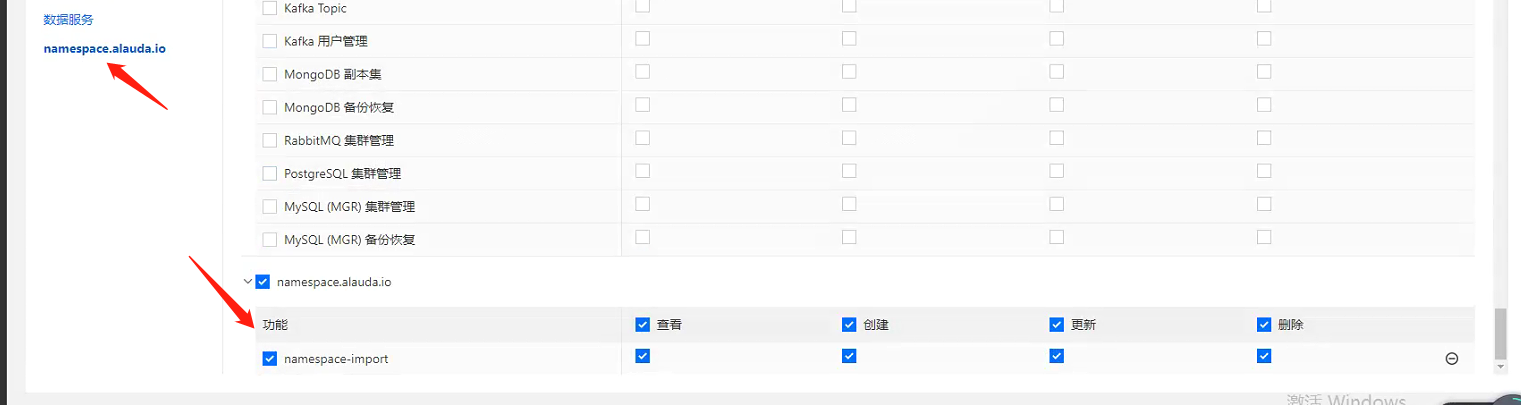 数据服务
namespace.alauda.io
Kafka Topic
Kafka 用户管理
MongoDB 副本集
MongoDB 备份恢复
RabbitMQ 集群管理
PostgreSQL 集群管理
MySQL (MGR) 集群管理
MySQL (MGR) 备份恢复
namespace.alauda.io
功能 查看 创建 更新 删除
namespace-import
激活 Windows